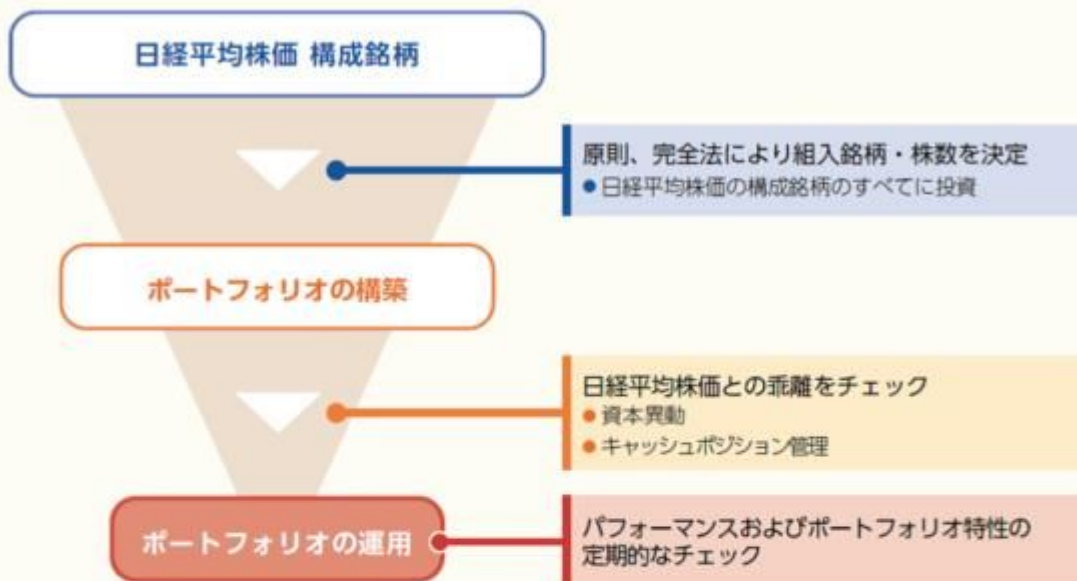 日経平均株価 構成銘柄
原則、完全法により組入銘柄・株数を決定
●日経平均株価の構成銘柄のすべてに投資
ポートフォリオの構築
日経平均株価との乖離をチェック
●資本異動
●キャッシュポジション管理
ポートフォリオの運用
パフォーマンスおよびポートフォリオ特性の
定期的なチェック